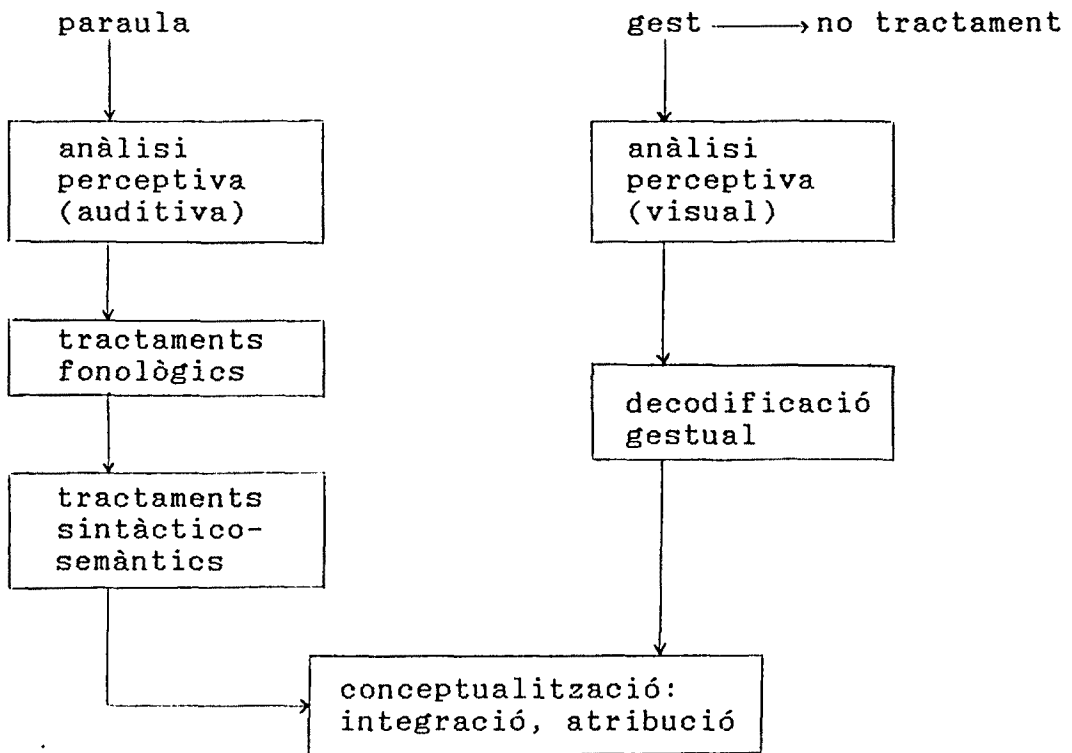 paraula
gest
no tractament
anàlisi
perceptiva
(auditiva)
anàlisi
perceptiva
(visual)
tractaments
fonològics
decodificació
gestual
tractaments
sintàctico-
semàntics
conceptualització:
integració, atribució